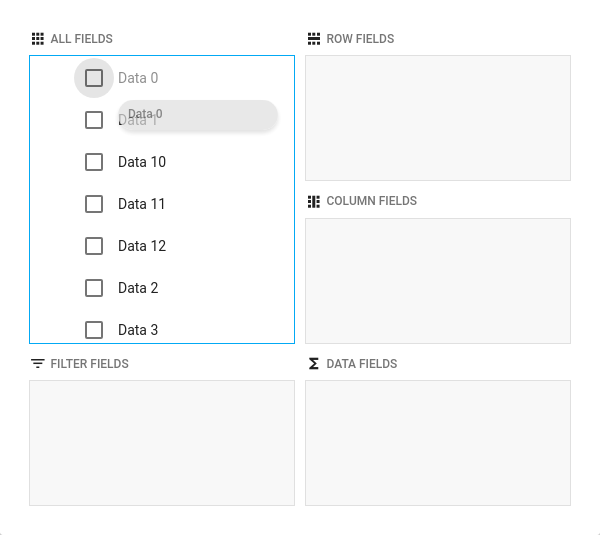 ALL FIELDS
Data 0
Data 0
Data 1
Data 10
Data 11
Data 12
Data 2
Data 3
ROW FIELDS
COLUMN FIELDS
FILTER FIELDS
DATA FIELDS